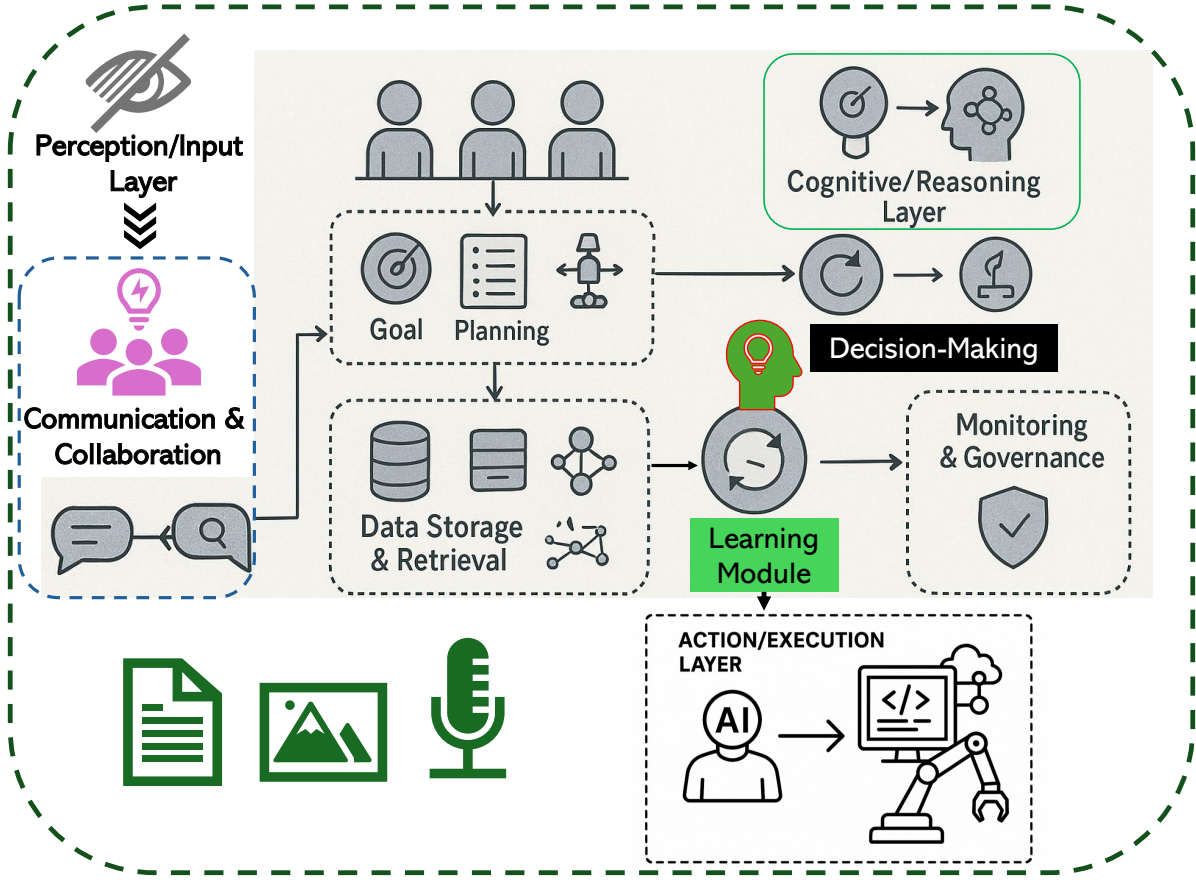 Perception/Input
Layer
Communication &
Collaboration
Goal
Planning
Cognitive/Reasoning
Layer
Decision-Making
Data Storage
& Retrieval
Learning
Module
Monitoring
& Governance
ACTION/EXECUTION
LAYER
AI
</>